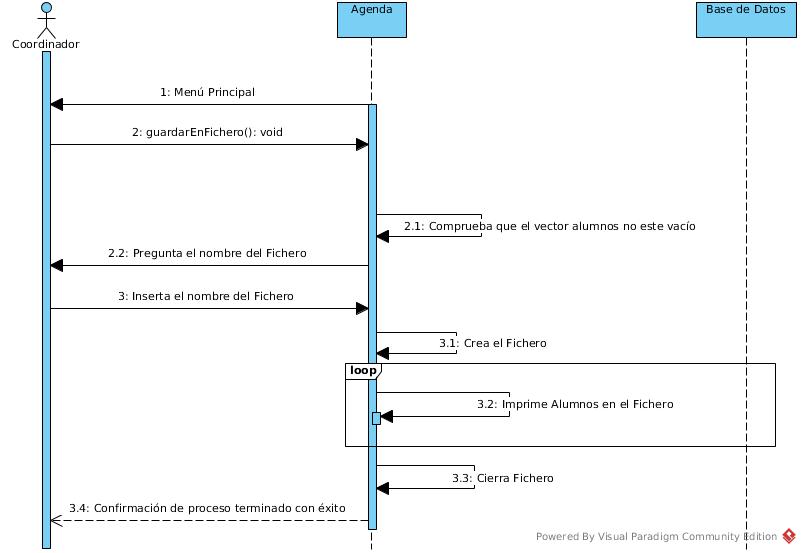 Agenda
Base de Datos
Coordinador
1: Menú Principal
2: guardarEnFichero(): void
2.1: Comprueba que el vector alumnos no este vacío
2.2: Pregunta el nombre del Fichero
3: Inserta el nombre del Fichero
3.1: Crea el Fichero
loop
3.2: Imprime Alumnos en el Fichero
3.3: Cierra Fichero
3.4: Confirmación de proceso terminado con éxito
Powered By Visual Paradigm Community Edition